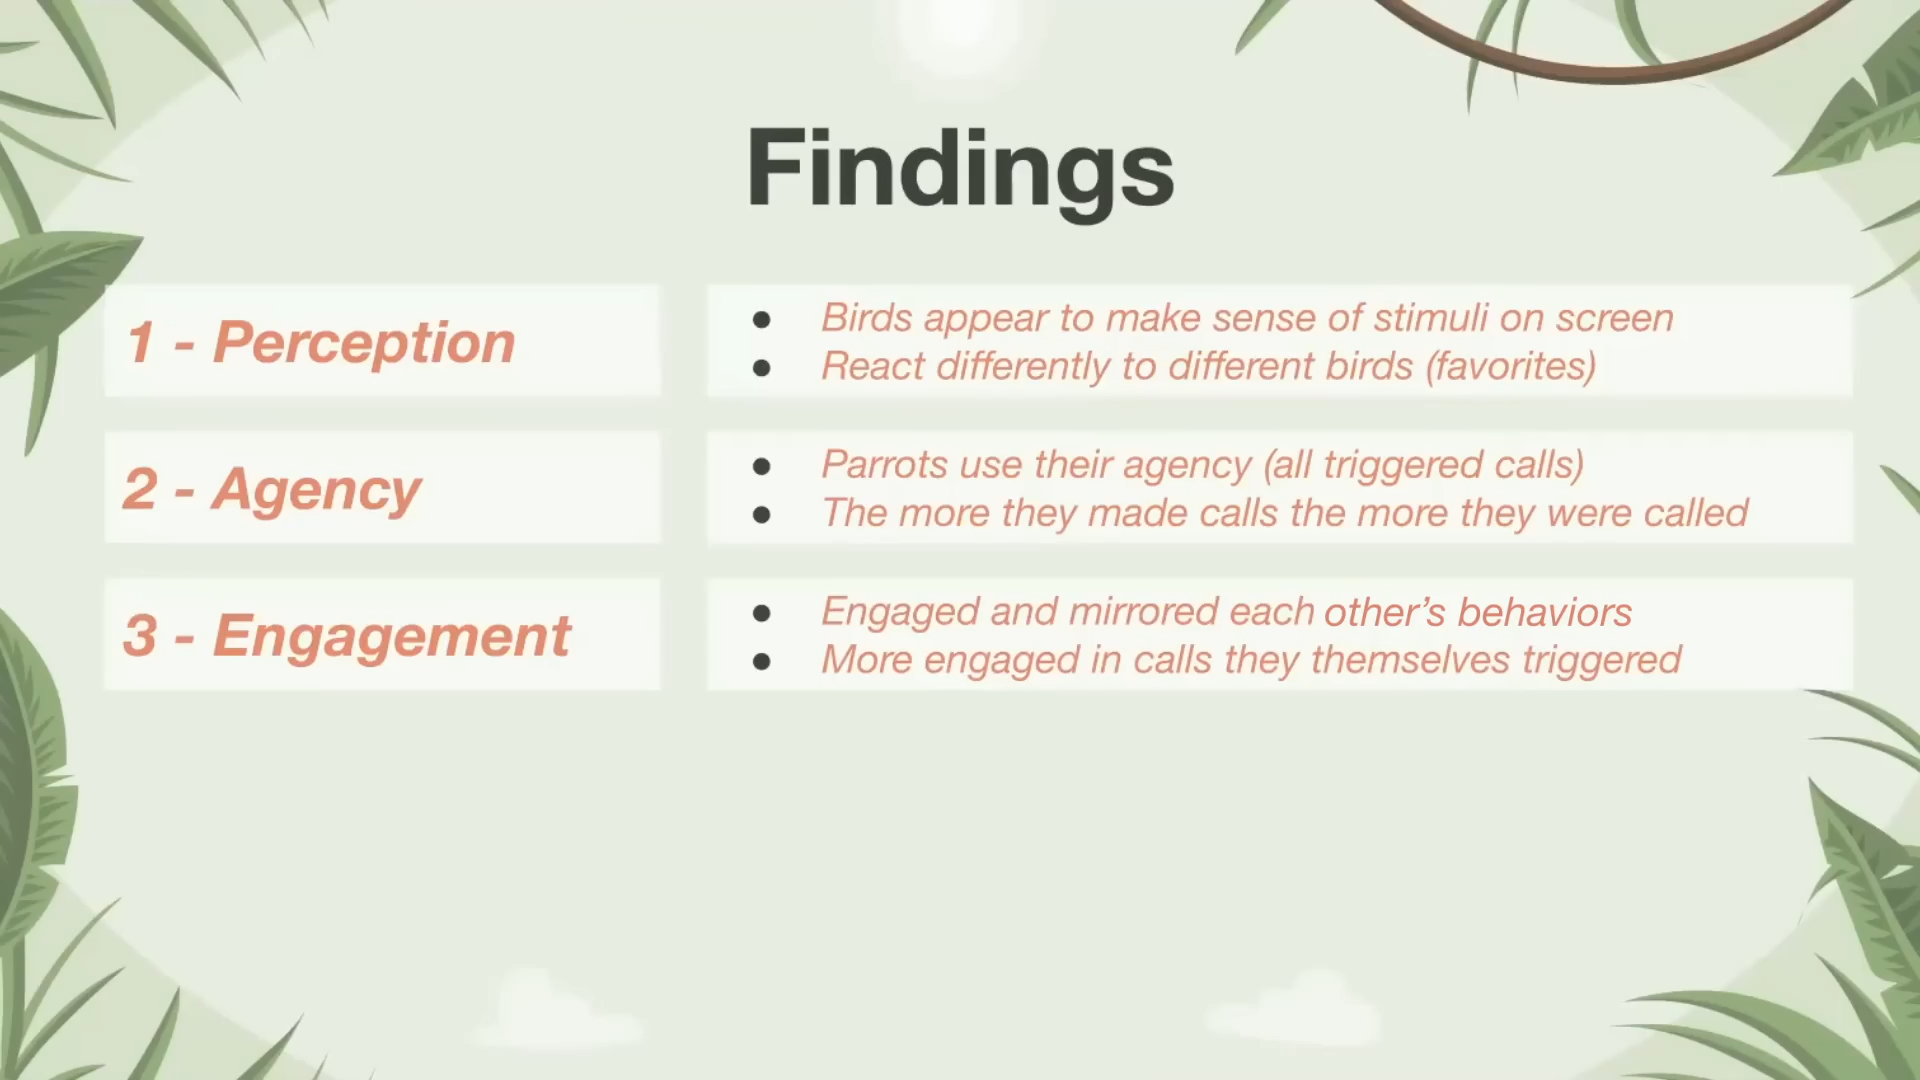 Findings
1 - Perception
● Birds appear to make sense of stimuli on screen
● React differently to different birds (favorites)
2 - Agency
● Parrots use their agency (all triggered calls)
● The more they made calls the more they were called
3 - Engagement
● Engaged and mirrored each other’s behaviors
● More engaged in calls they themselves triggered